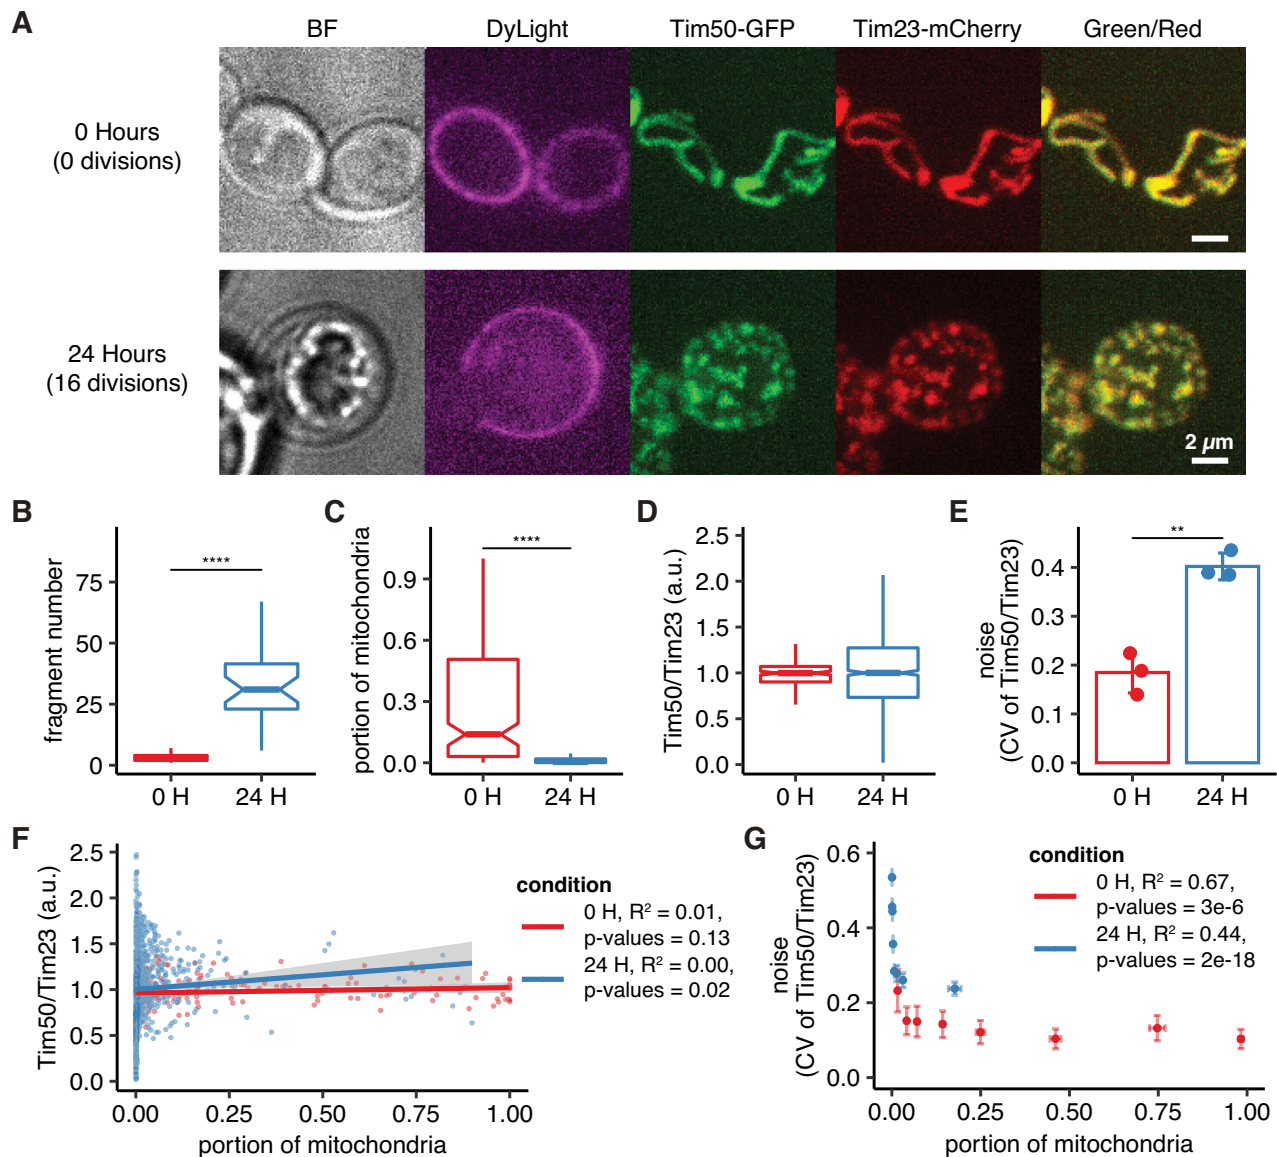 A
BF
DyLight
Tim50-GFP
Tim23-mCherry
Green/Red
0 Hours
(0 divisions)
24 Hours
(16 divisions)
2 µm
B
fragment number
75
50
25
0
****
0 H
24 H
C
portion of mitochondria
0.9
0.6
0.3
0.0
****
0 H
24 H
D
Tim50/Tim23 (a.u.)
2.5
2.0
1.5
1.0
0.5
0.0
0 H
24 H
E
noise
(CV of Tim50/Tim23)
0.4
0.3
0.2
0.1
0.0
**
0 H
24 H
F
Tim50/Tim23 (a.u.)
2.5
2.0
1.5
1.0
0.5
0.0
0.00
0.25
0.50
0.75
1.00
portion of mitochondria
condition
0 H, R² = 0.01,
p-values = 0.13
24 H, R² = 0.00,
p-values = 0.02
G
noise
(CV of Tim50/Tim23)
0.6
0.4
0.2
0.0
0.00
0.25
0.50
0.75
1.00
portion of mitochondria
condition
0 H, R² = 0.67,
p-values = 3e-6
24 H, R² = 0.44,
p-values = 2e-18